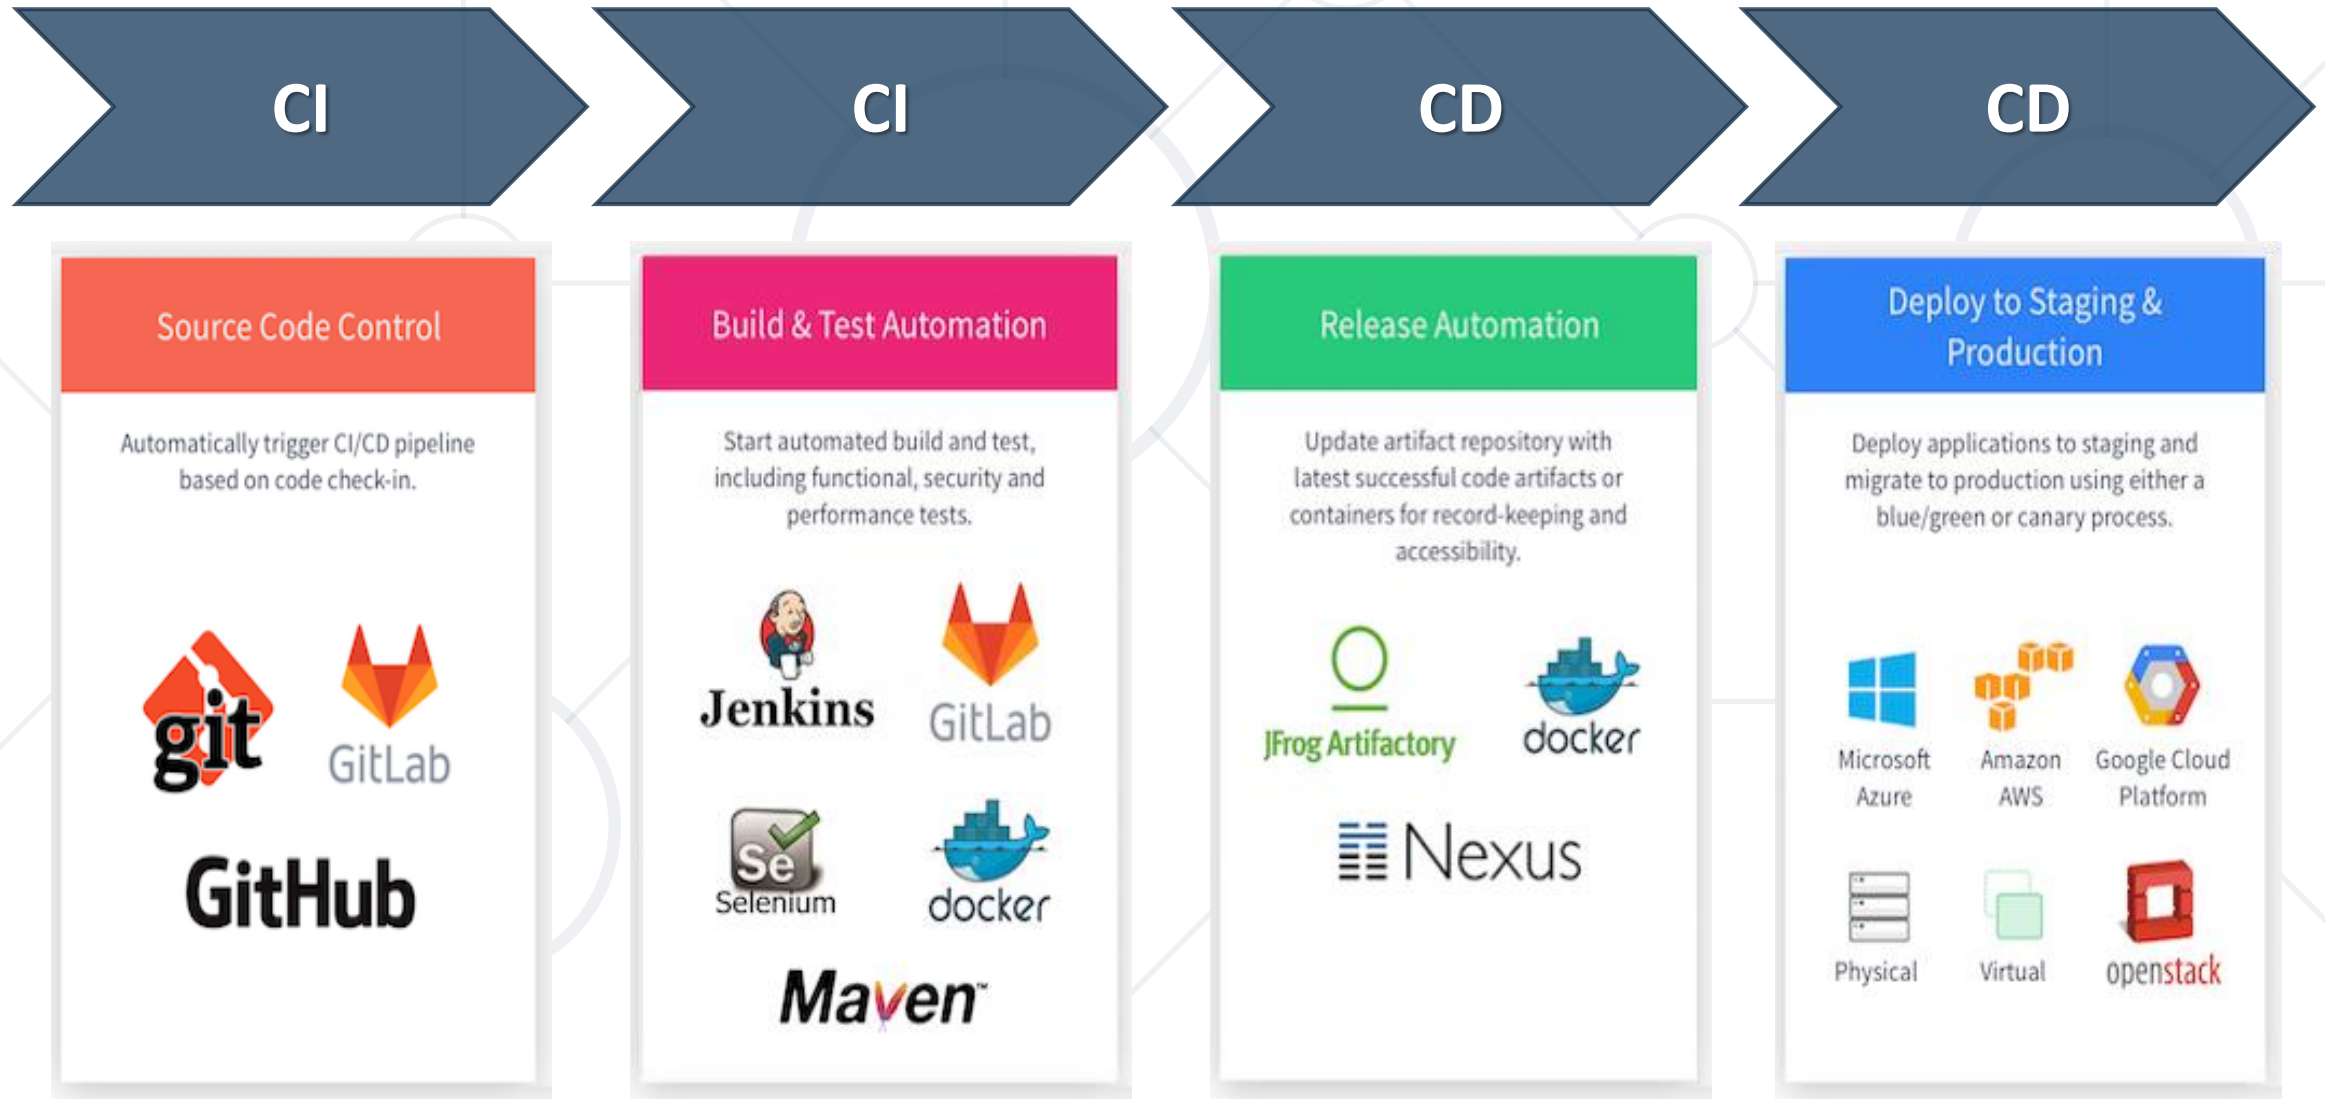 CI
CI
CD
CD
Source Code Control
Automatically trigger CI/CD pipeline
based on code check-in.
git
GitLab
GitHub
Build & Test Automation
Start automated build and test,
including functional, security and
performance tests.
Jenkins
GitLab
Se
Selenium
docker
Maven™
Release Automation
Update artifact repository with
latest successful code artifacts or
containers for record-keeping and
accessibility.
JFrog Artifactory
docker
Nexus
Deploy to Staging &
Production
Deploy applications to staging and
migrate to production using either a
blue/green or canary process.
Microsoft
Azure
Amazon
AWS
Google Cloud
Platform
Physical
Virtual
openstack